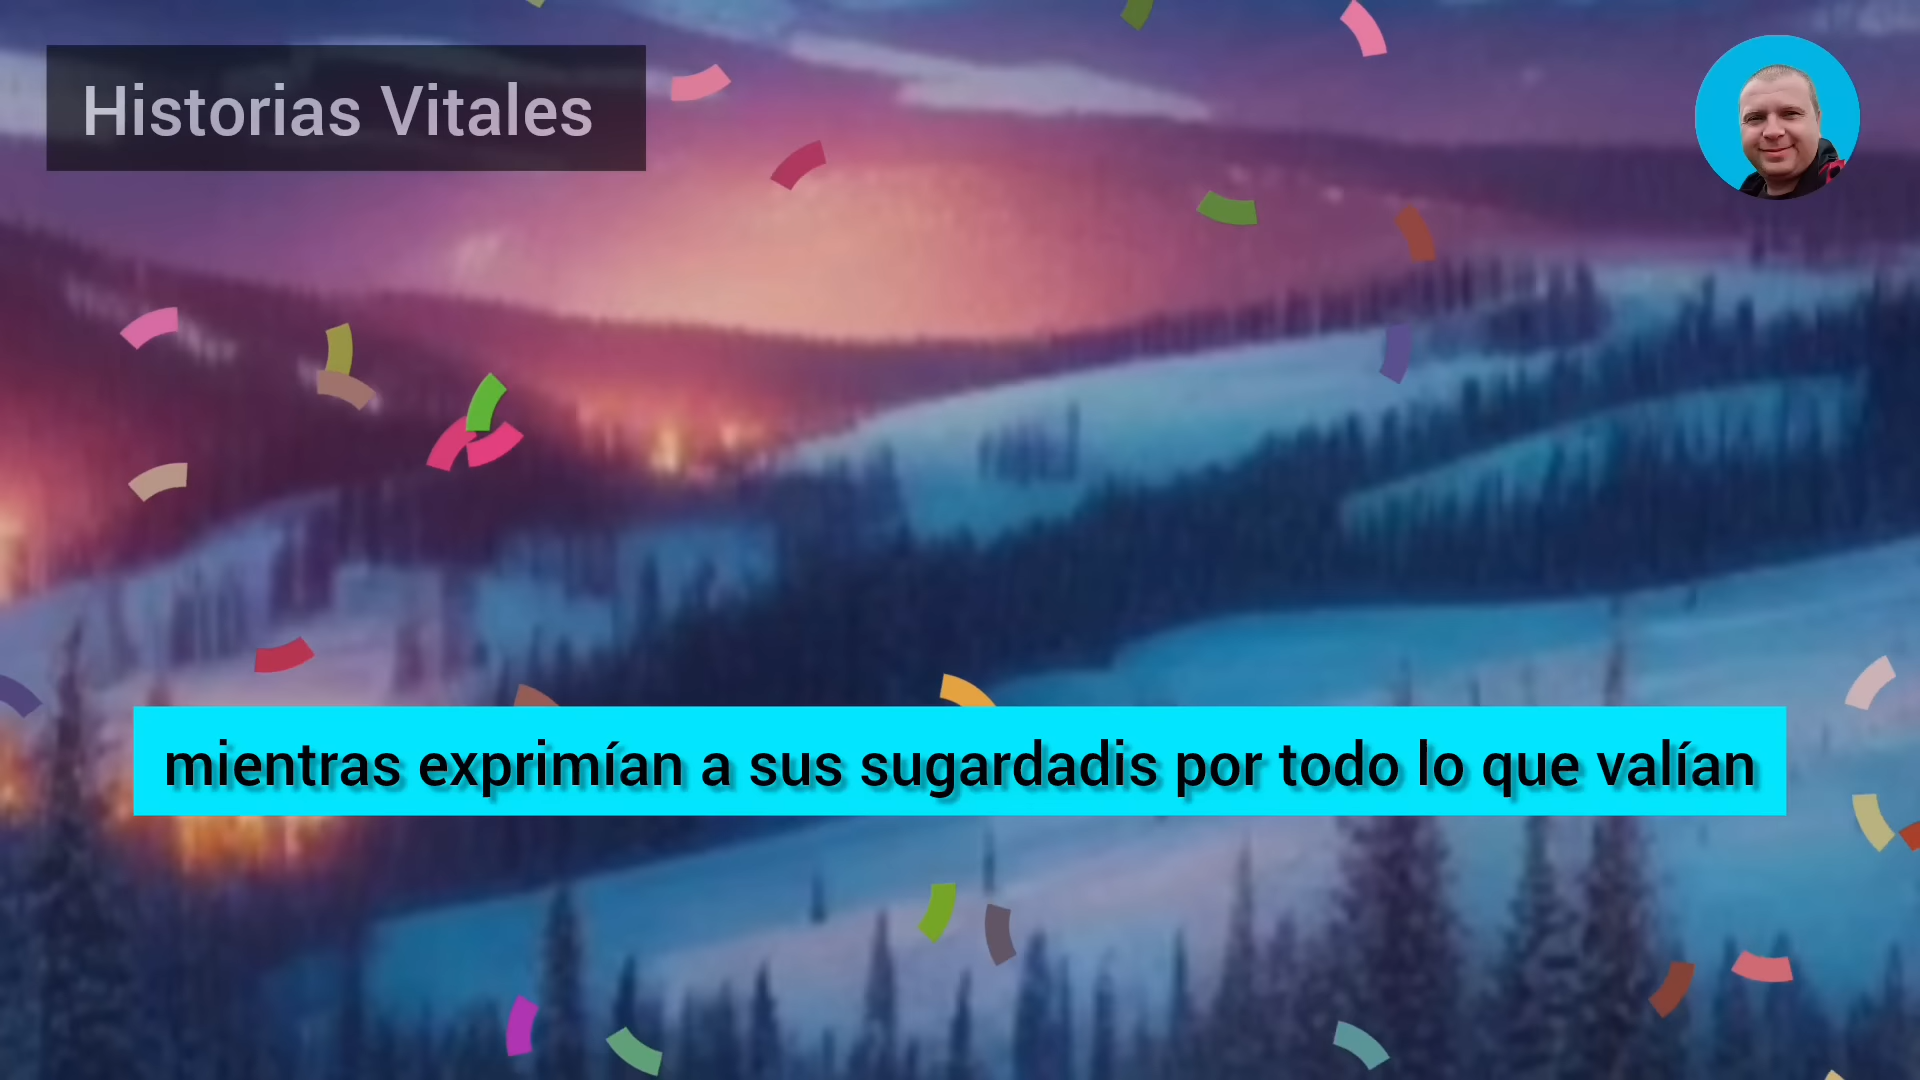 Historias Vitales
mientras exprimían a sus sugardadis por todo lo que valían